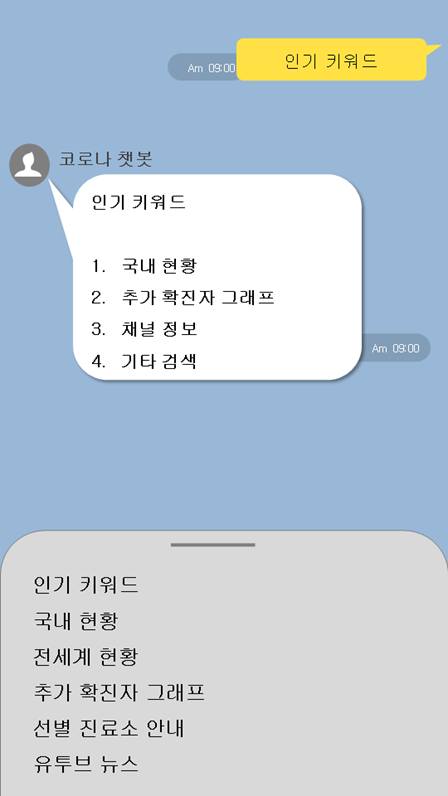 인기 키워드
Am 09:00
코로나 챗봇
인기 키워드
1. 국내 현황
2. 추가 확진자 그래프
3. 채널 정보
4. 기타 검색
Am 09:00
인기 키워드
국내 현황
전세계 현황
추가 확진자 그래프
선별 진료소 안내
유투브 뉴스